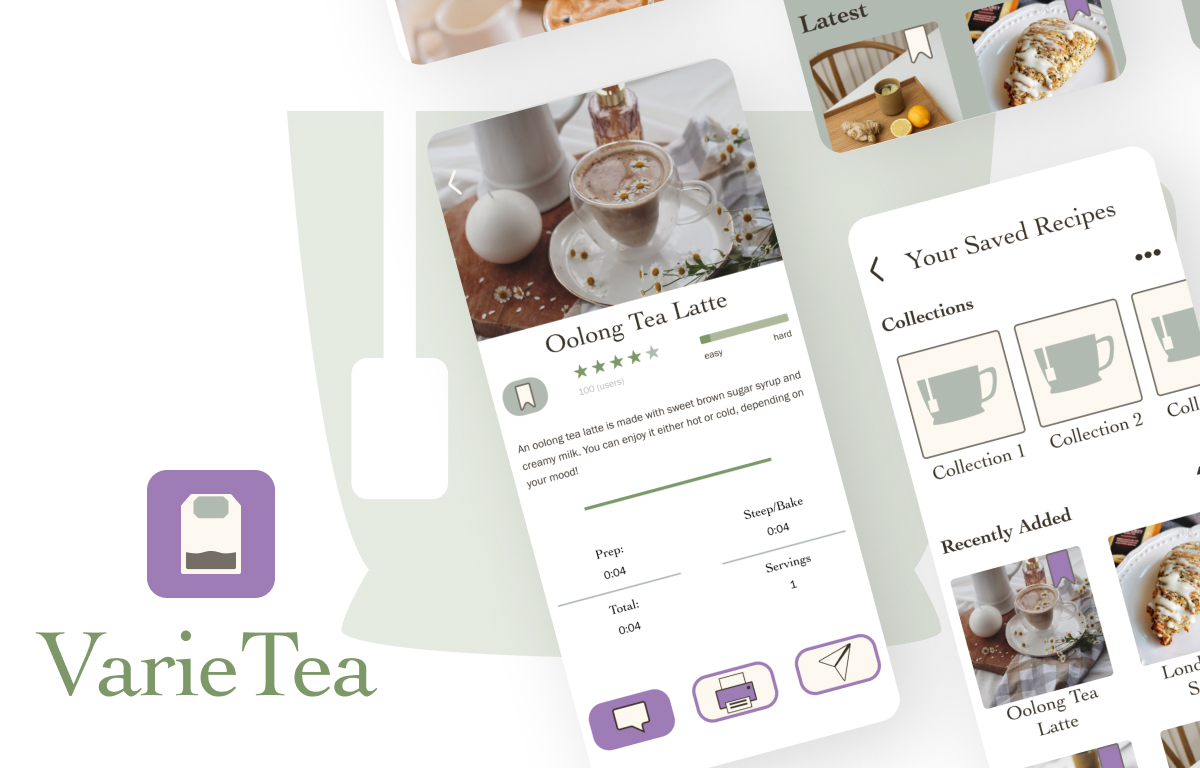 Latest
Your Saved Recipes
Collections
Collection 1
Collection 2
Coll
Recently Added
Oolong Tea
Latte
Lond
S
Oolong Tea Latte
100 (users)
easy
hard
An oolong tea latte is made with sweet brown sugar syrup and
creamy milk. You can enjoy it either hot or cold, depending on
your mood!
Prep:
0:04
Steep/Bake
0:04
Total:
0:04
Servings
1
VarieTea